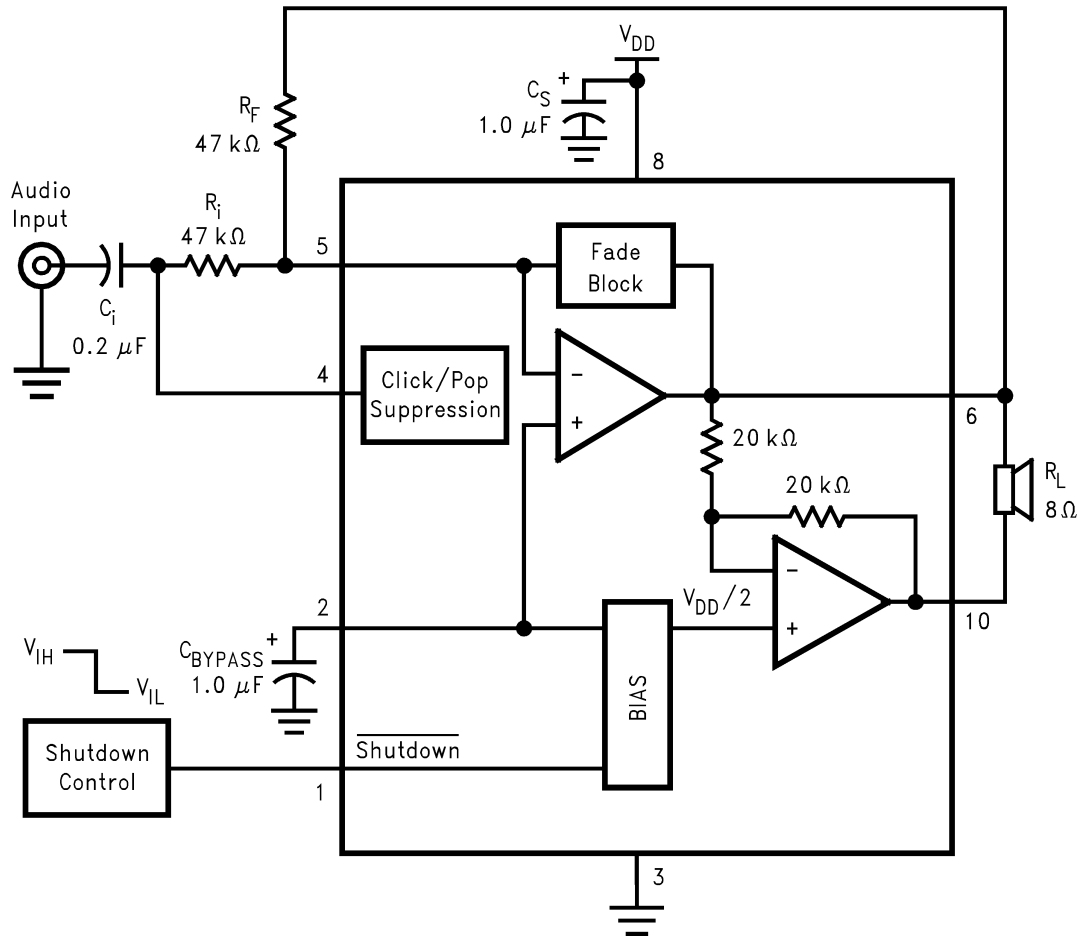 V_DD
C_S
+
1.0 μF
8
R_F
47 kΩ
Audio
Input
R_i
47 kΩ
5
C_i
0.2 μF
Fade
Block
4
Click/Pop
Suppression
−
+
6
20 kΩ
20 kΩ
R_L
8Ω
2
V_DD/2
−
+
10
+
C_BYPASS
1.0 μF
V_IH
V_IL
BIAS
Shutdown
Control
S̅h̅u̅t̅d̅o̅w̅n̅
1
3